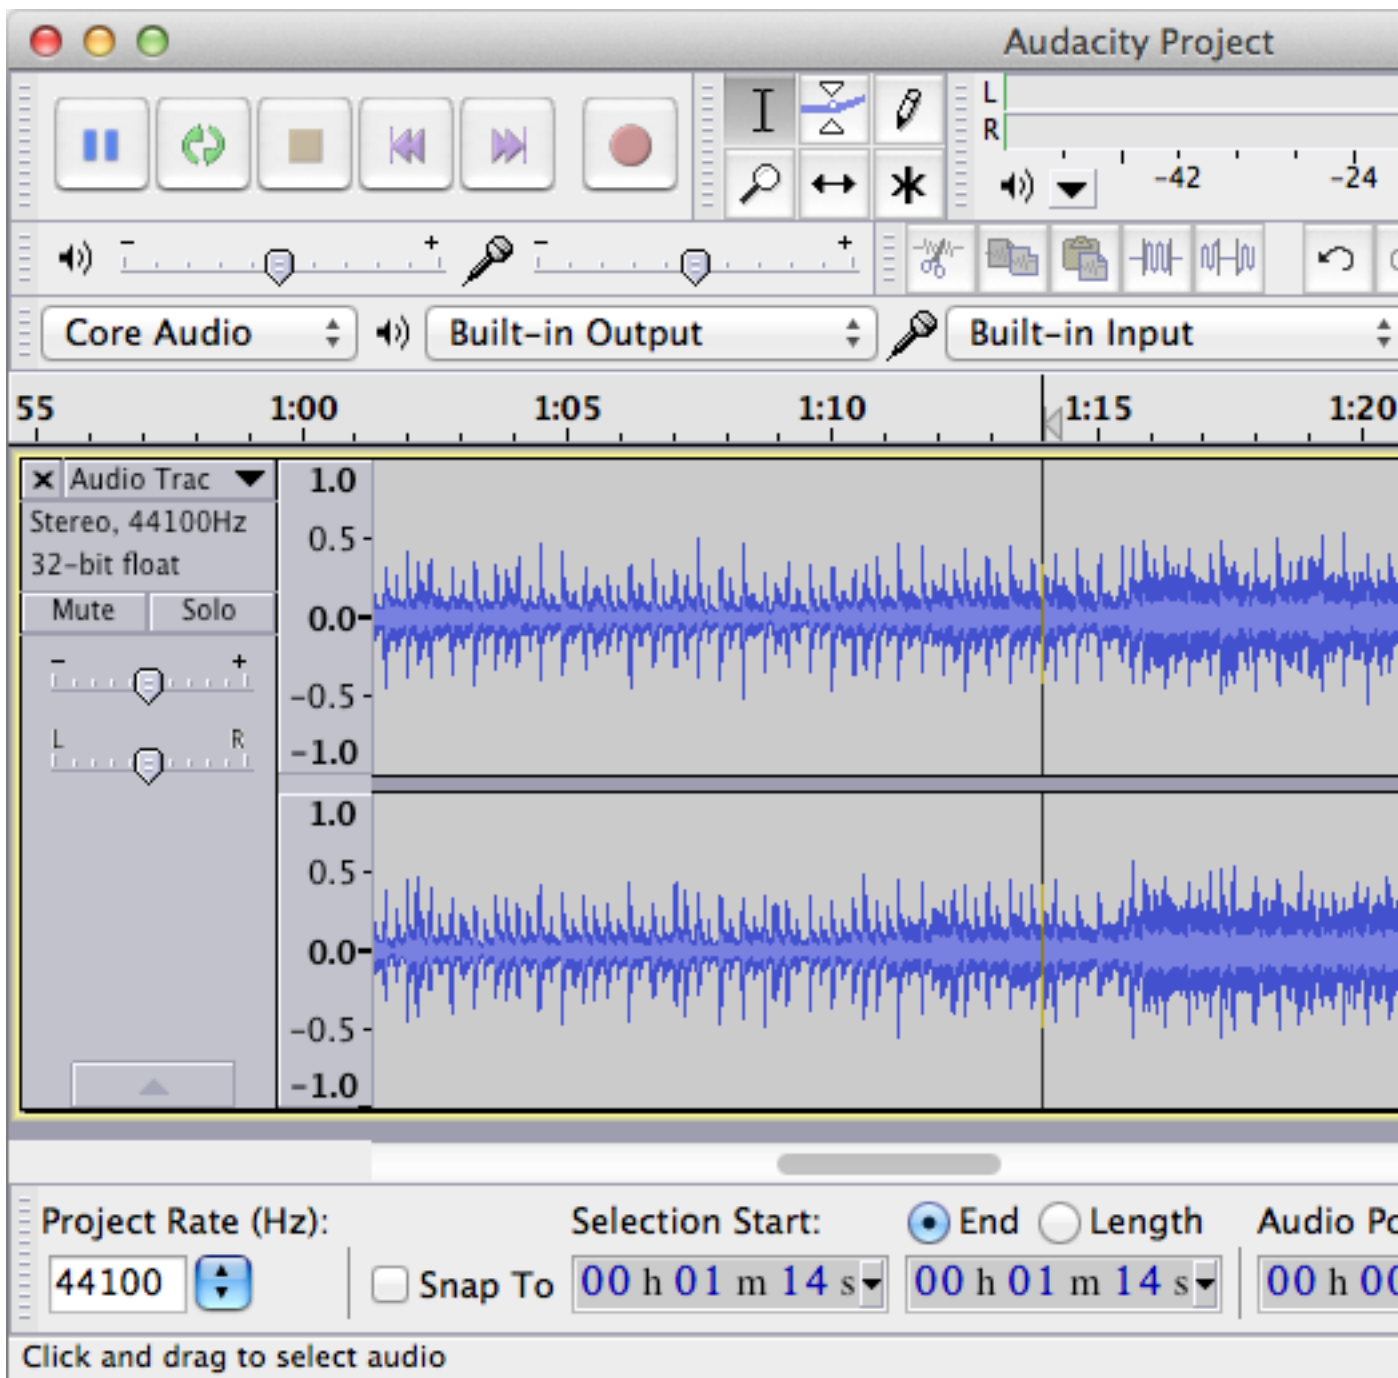 Audacity Project
L
R
-42 -24
- + - +
Core Audio Built-in Output Built-in Input
55 1:00 1:05 1:10 1:15 1:20
Audio Trac
Stereo, 44100Hz
32-bit float
Mute Solo
- +
L R
1.0
0.5
0.0
-0.5
-1.0
1.0
0.5
0.0
-0.5
-1.0
Project Rate (Hz): Selection Start: End Length Audio Po
44100 Snap To 00 h 01 m 14 s 00 h 01 m 14 s 00 h 00
Click and drag to select audio